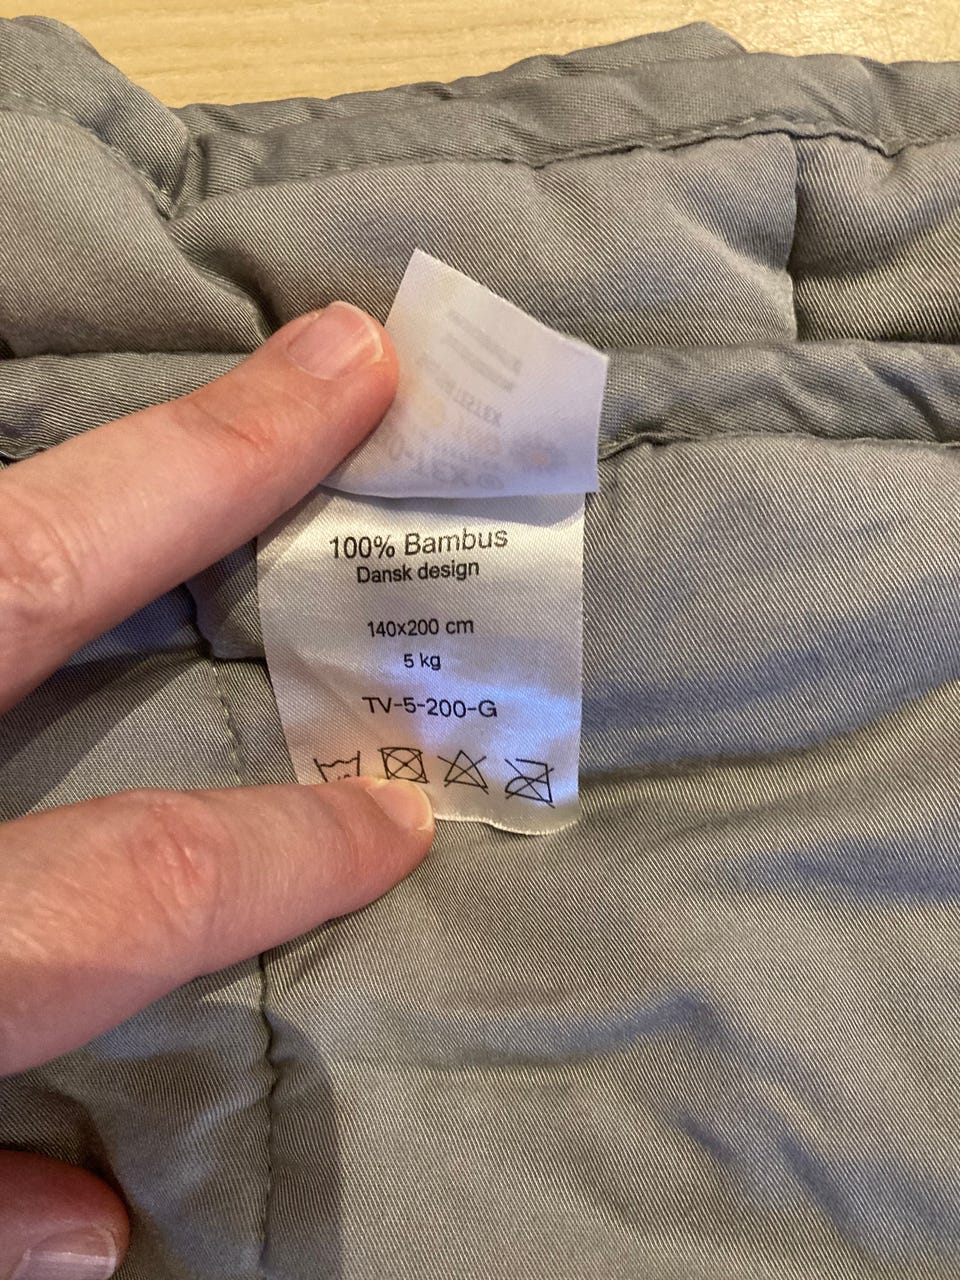 100% Bambus
Dansk design
140x200 cm
5 kg
TV-5-200-G